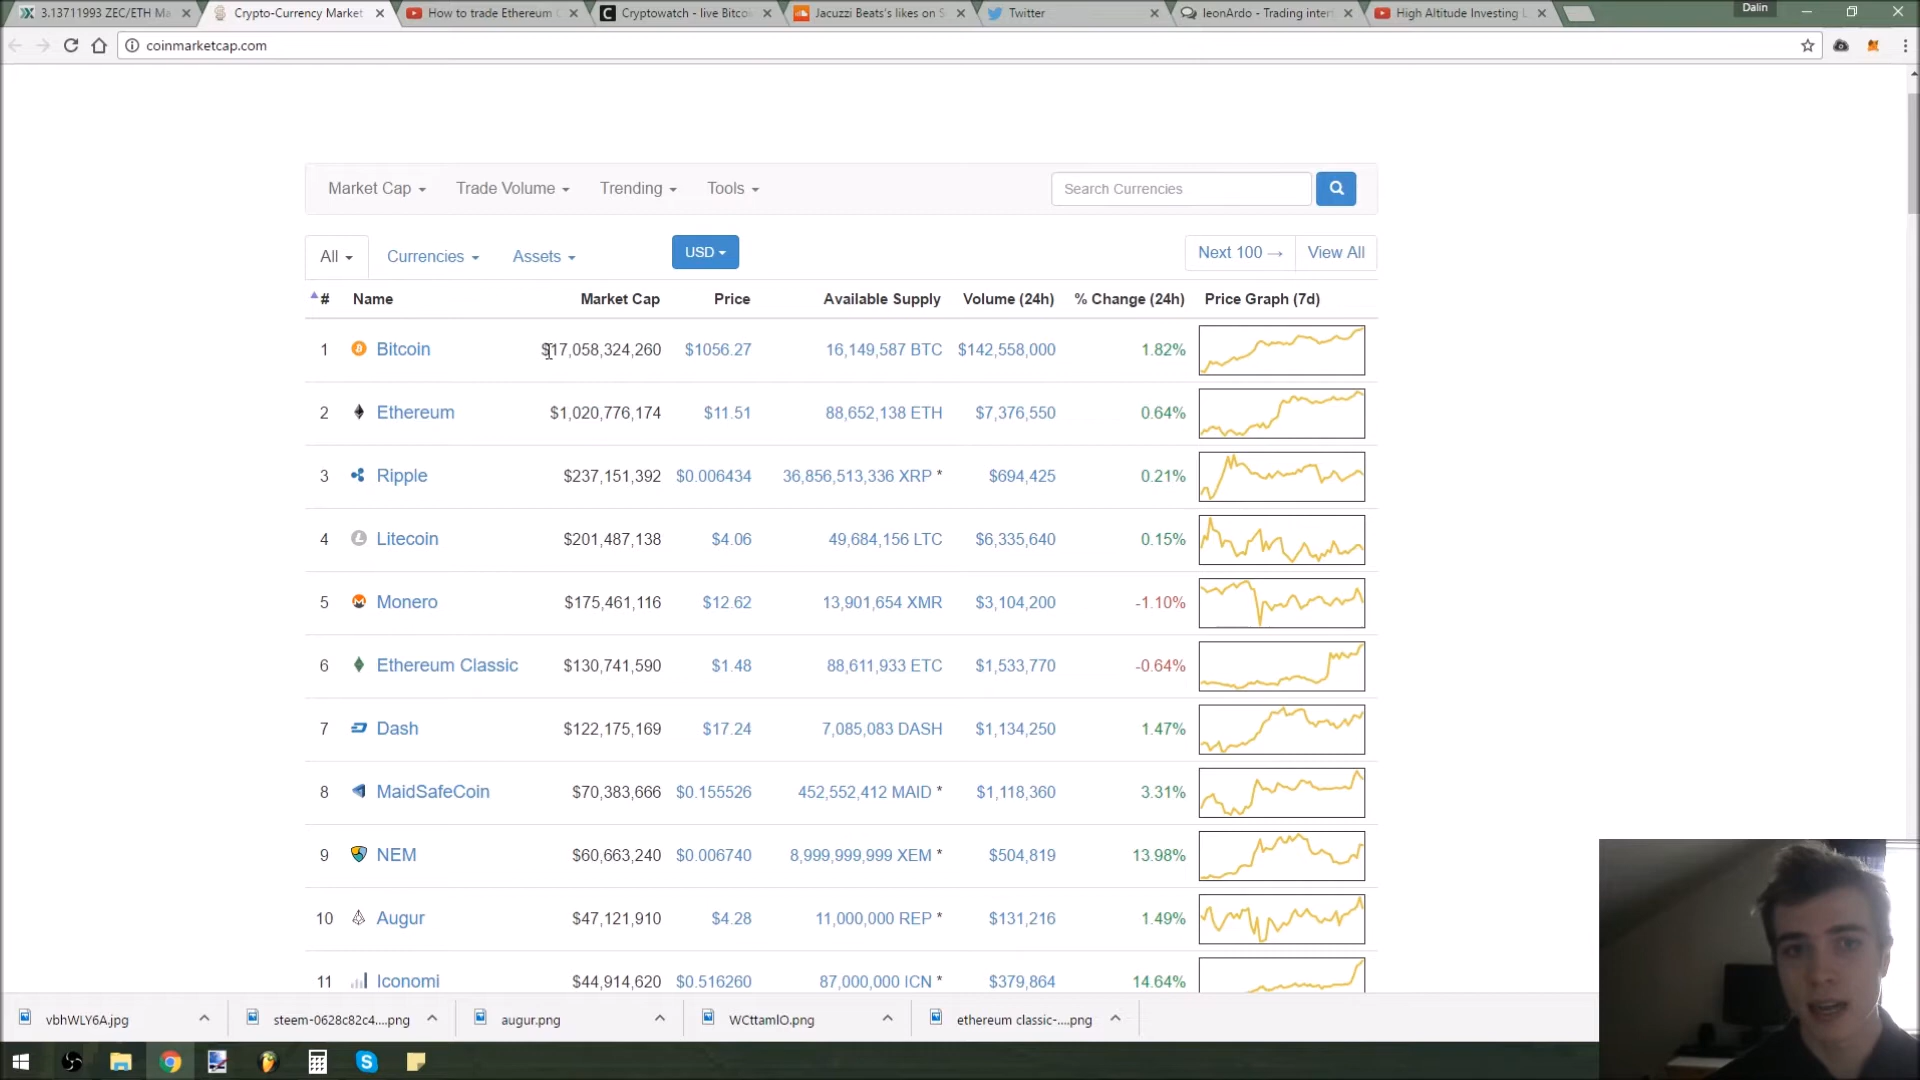 3.13711993 ZEC/ETH Ma
Crypto-Currency Market
How to trade Ethereum C
Cryptowatch - live Bitcoi
Jacuzzi Beats's likes on S
Twitter
leonArdo - Trading inter
High Altitude Investing L
Dalin
coinmarketcap.com
Market Cap Trade Volume Trending Tools Search Currencies
All Currencies Assets USD Next 100 → View All
# Name Market Cap Price Available Supply Volume (24h) % Change (24h) Price Graph (7d)
1 Bitcoin $17,058,324,260 $1056.27 16,149,587 BTC $142,558,000 1.82%
2 Ethereum $1,020,776,174 $11.51 88,652,138 ETH $7,376,550 0.64%
3 Ripple $237,151,392 $0.006434 36,856,513,336 XRP * $694,425 0.21%
4 Litecoin $201,487,138 $4.06 49,684,156 LTC $6,335,640 0.15%
5 Monero $175,461,116 $12.62 13,901,654 XMR $3,104,200 -1.10%
6 Ethereum Classic $130,741,590 $1.48 88,611,933 ETC $1,533,770 -0.64%
7 Dash $122,175,169 $17.24 7,085,083 DASH $1,134,250 1.47%
8 MaidSafeCoin $70,383,666 $0.155526 452,552,412 MAID * $1,118,360 3.31%
9 NEM $60,663,240 $0.006740 8,999,999,999 XEM * $504,819 13.98%
10 Augur $47,121,910 $4.28 11,000,000 REP * $131,216 1.49%
11 Iconomi $44,914,620 $0.516260 87,000,000 ICN * $379,864 14.64%
vbhWLY6A.jpg
steem-0628c82c4....png
augur.png
WCttamlO.png
ethereum classic-....png